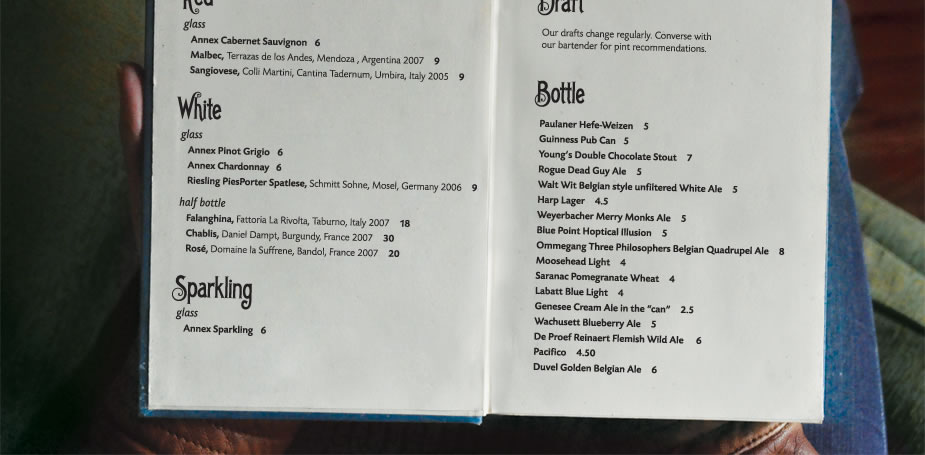 Red
glass
Annex Cabernet Sauvignon 6
Malbec, Terrazas de los Andes, Mendoza , Argentina 2007 9
Sangiovese, Colli Martini, Cantina Tadernum, Umbira, Italy 2005 9
White
glass
Annex Pinot Grigio 6
Annex Chardonnay 6
Riesling PiesPorter Spatlese, Schmitt Sohne, Mosel, Germany 2006 9
half bottle
Falanghina, Fattoria La Rivolta, Taburno, Italy 2007 18
Chablis, Daniel Dampt, Burgundy, France 2007 30
Rosé, Domaine la Suffrene, Bandol, France 2007 20
Sparkling
glass
Annex Sparkling 6
Draft
Our drafts change regularly. Converse with
our bartender for pint recommendations.
Bottle
Paulaner Hefe-Weizen 5
Guinness Pub Can 5
Young's Double Chocolate Stout 7
Rogue Dead Guy Ale 5
Walt Wit Belgian style unfiltered White Ale 5
Harp Lager 4.5
Weyerbacher Merry Monks Ale 5
Blue Point Hoptical Illusion 5
Ommegang Three Philosophers Belgian Quadrupel Ale 8
Moosehead Light 4
Saranac Pomegranate Wheat 4
Labatt Blue Light 4
Genesee Cream Ale in the "can" 2.5
Wachusett Blueberry Ale 5
De Proef Reinaert Flemish Wild Ale 6
Pacifico 4.50
Duvel Golden Belgian Ale 6